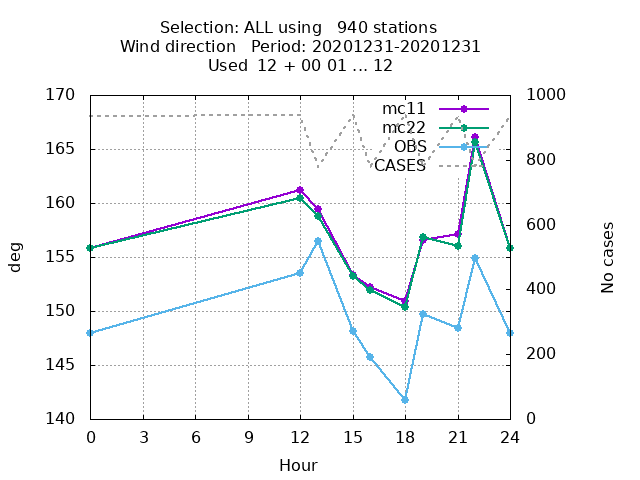 Selection: ALL using   940 stations
Wind direction   Period: 20201231-20201231
Used  12 + 00 01 ... 12
170
165
160
155
150
145
140
1000
800
600
400
200
0
mc11
mc22
OBS
CASES
deg
No cases
0 3 6 9 12 15 18 21 24
Hour